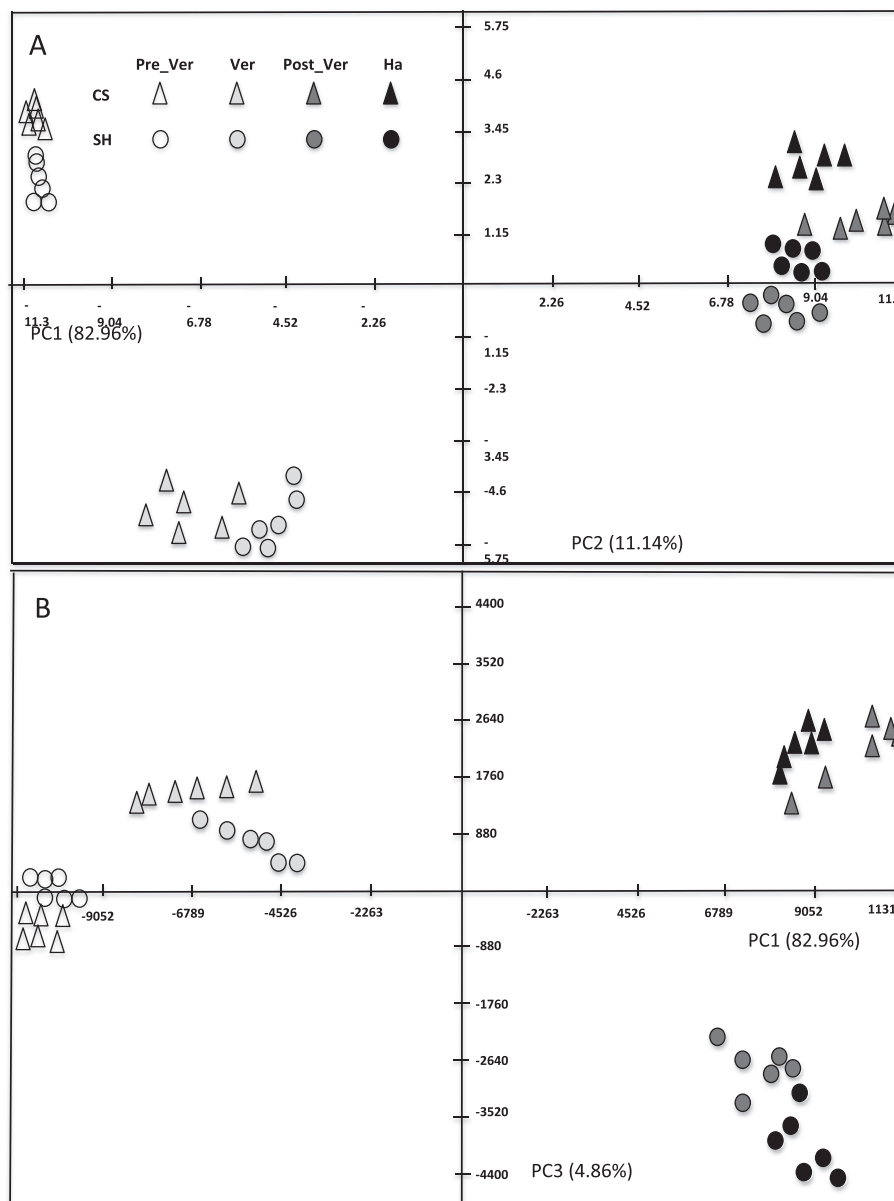 A
5.75
Pre_Ver Ver Post_Ver Ha
4.6
CS
SH
3.45
2.3
1.15
- - - - -
11.3 9.04 6.78 4.52 2.26
2.26 4.52 6.78 9.04 11.
PC1 (82.96%)
-
1.15
-2.3
-
3.45
-4.6
-
5.75
PC2 (11.14%)
B
4400
3520
2640
1760
880
-9052 -6789 -4526 -2263
-2263 4526 6789 9052 1131
PC1 (82.96%)
-880
-1760
-2640
-3520
-4400
PC3 (4.86%)